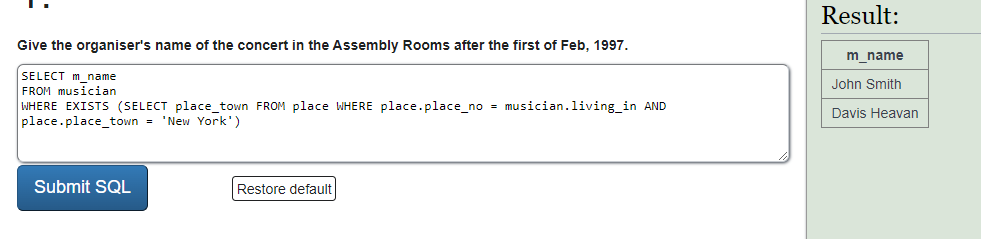 Give the organiser's name of the concert in the Assembly Rooms after the first of Feb, 1997.
SELECT m_name
FROM musician
WHERE EXISTS (SELECT place_town FROM place WHERE place.place_no = musician.living_in AND
place.place_town = 'New York')
Submit SQL
Restore default
Result:
m_name
John Smith
Davis Heavan